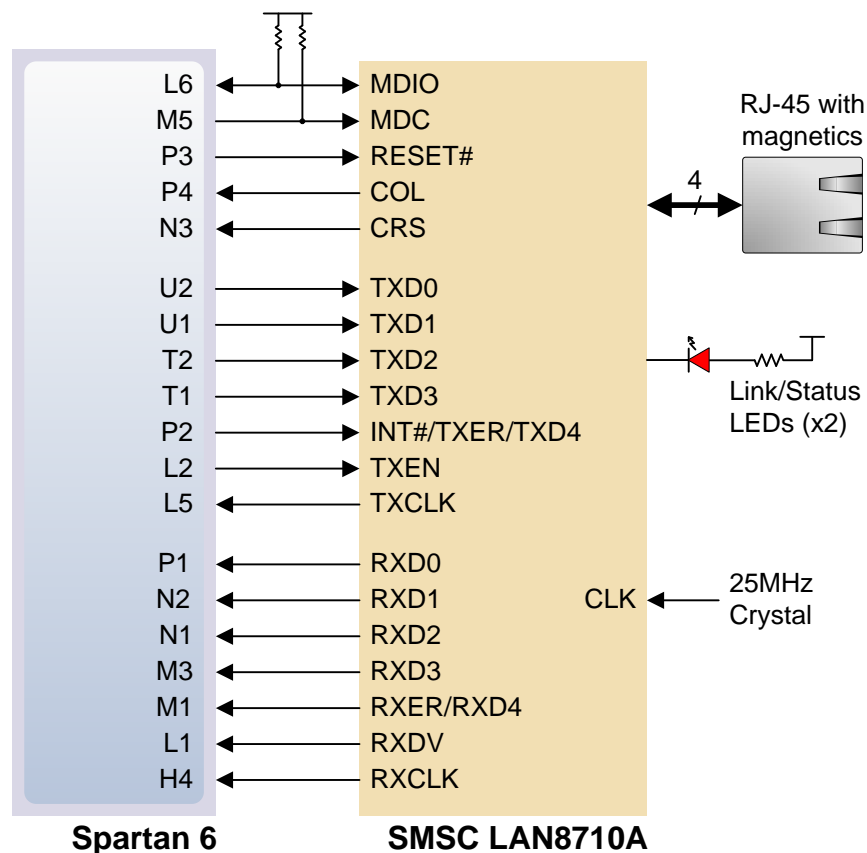 L6 MDIO
M5 MDC
P3 RESET#
P4 COL
N3 CRS
U2 TXD0
U1 TXD1
T2 TXD2
T1 TXD3
P2 INT#/TXER/TXD4
L2 TXEN
L5 TXCLK
P1 RXD0
N2 RXD1
N1 RXD2
M3 RXD3
M1 RXER/RXD4
L1 RXDV
H4 RXCLK
CLK
RJ-45 with
magnetics
4
Link/Status
LEDs (x2)
25MHz
Crystal
Spartan 6
SMSC LAN8710A